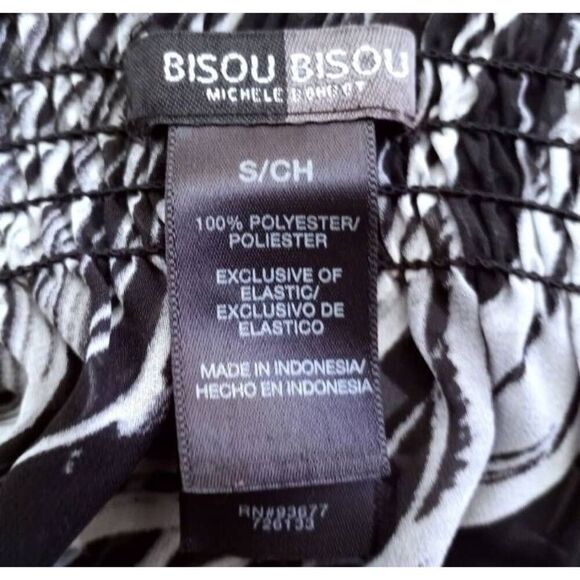 BISOU BISOU
MICHELE BOHBOT
S/CH
100% POLYESTER/
POLIESTER
EXCLUSIVE OF
ELASTIC/
EXCLUSIVO DE
ELASTICO
MADE IN INDONESIA/
HECHO EN INDONESIA
RN#93677
726133